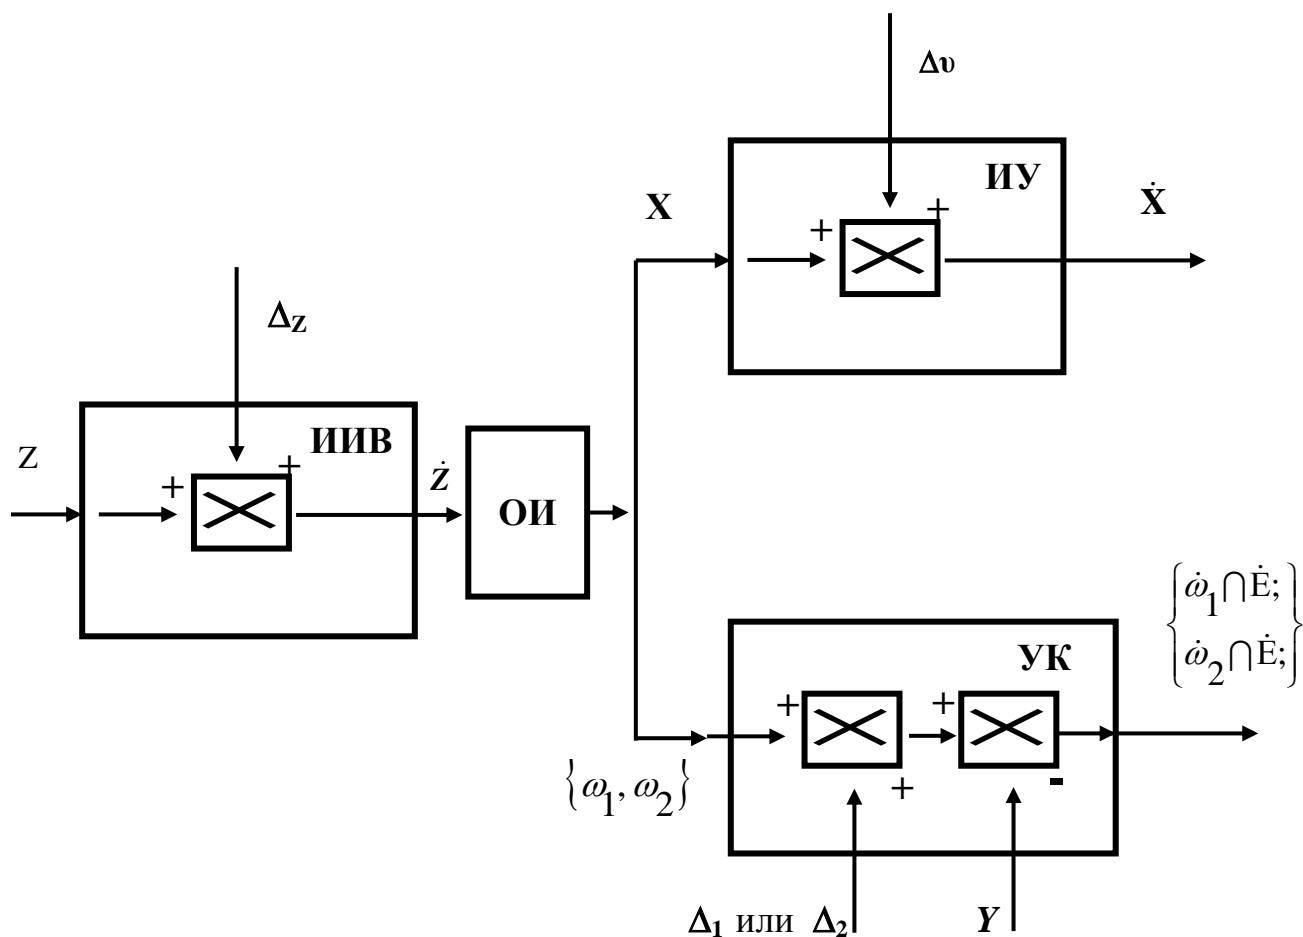 Δυ
ИУ
X
Ẋ
+
+
Δz
ИИВ
Z
+
+
Ż
ОИ
{ω̇1∩Ė;
ω̇2∩Ė;}
УК
+
+
{ω1, ω2}
+
-
Δ1 или Δ2
Y